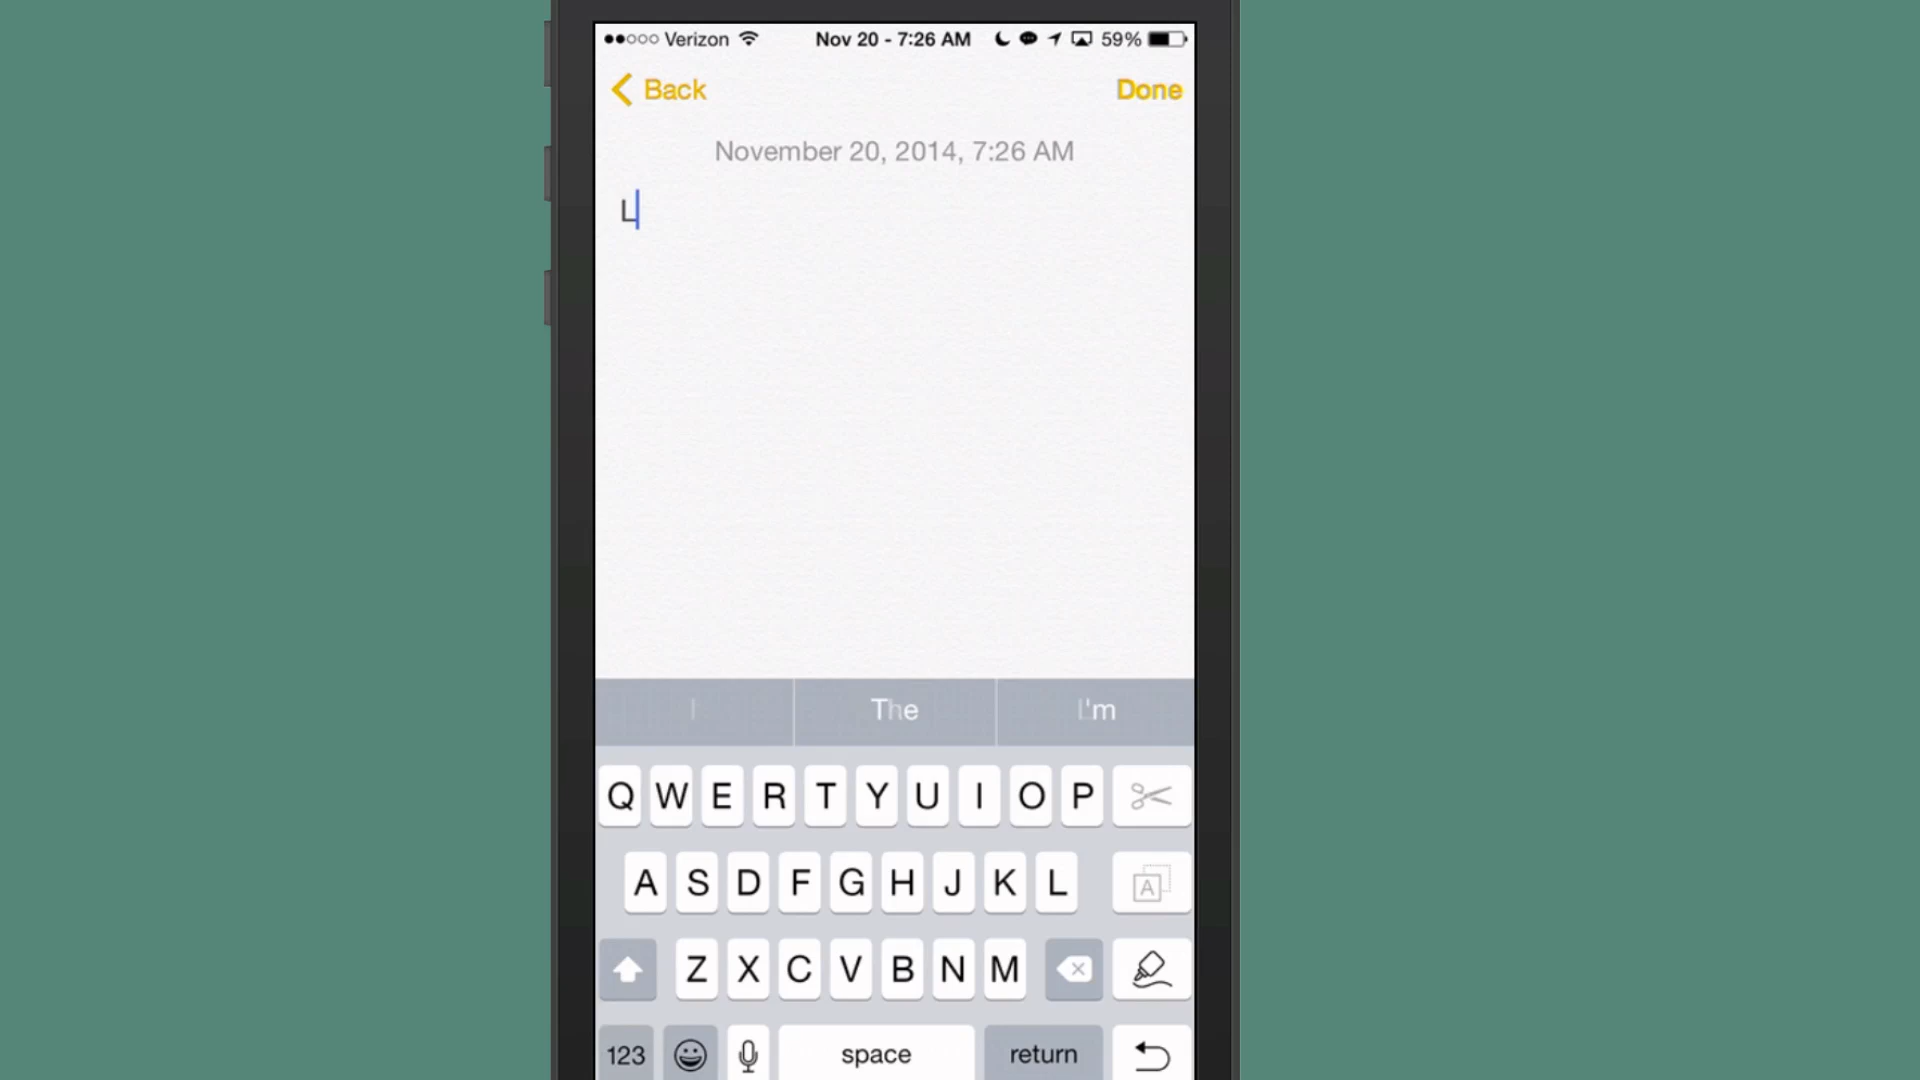 Verizon Nov 20 - 7:26 AM 59%
Back Done
November 20, 2014, 7:26 AM
L
The I'm
Q W E R T Y U I O P
A S D F G H J K L A
Z X C V B N M
123 space return